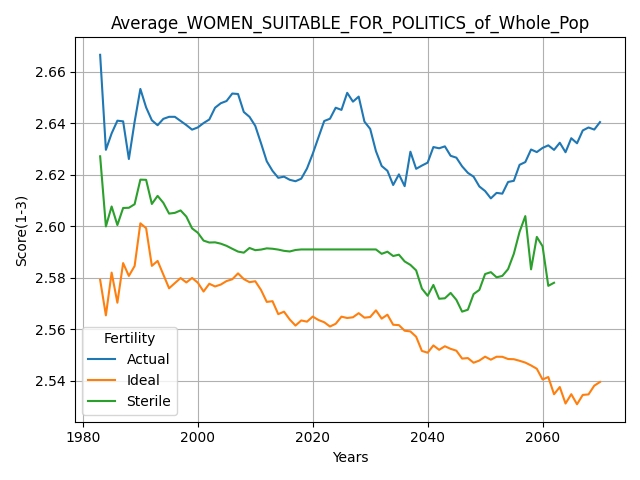 Average_WOMEN_SUITABLE_FOR_POLITICS_of_Whole_Pop
Score(1-3)
2.66
2.64
2.62
2.60
2.58
2.56
2.54
Fertility
Actual
Ideal
Sterile
1980
2000
2020
2040
2060
Years